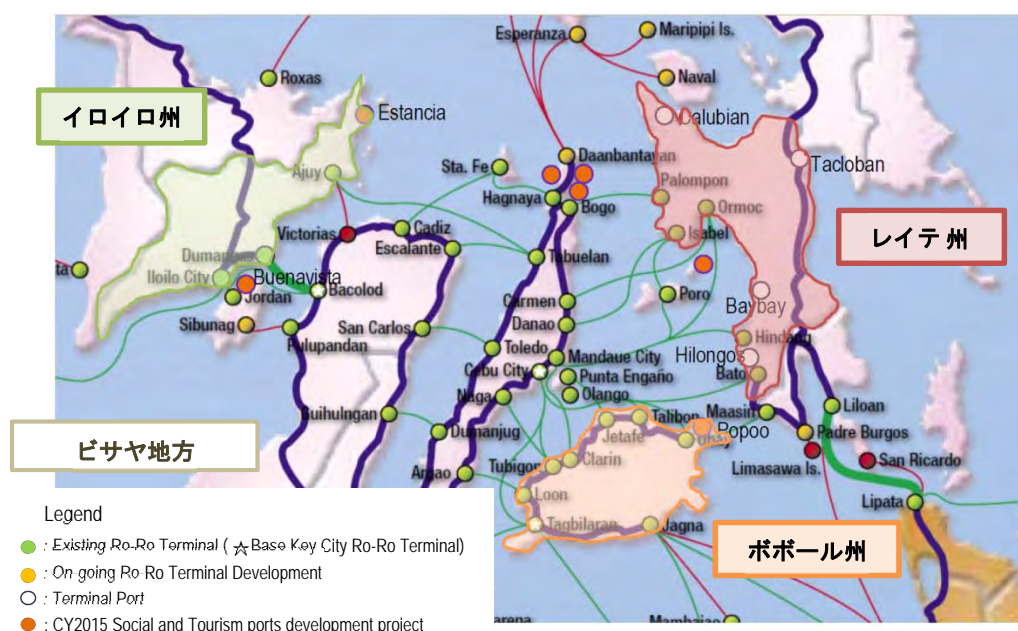 Esperanza
Maripipi Is.
Roxas
Naval
イロイロ州
Estancia
Calubian
Daanbantayan
Tacloban
Sta. Fe
Ajuy
Palompon
Hagnaya
Bogo
Ormoc
Victorias
Cadiz
Isabel
レイテ 州
Escalante
Tubuelan
Dumangas
Iloilo City
Buenavista
Bacolod
Jordan
Poro
Baybay
Carmen
Sibunag
San Carlos
Danao
Pulupandan
Hindang
Toledo
Mandaue City
Hilongos
Cebu City
Punta Engaño
Bato
Naga
Olango
Guihulngan
Talibon
Maasin
Liloan
ビサヤ地方
Dumanjug
Jetafe
Popoo
Padre Burgos
Clarin
Tubigon
Limasawa Is.
San Ricardo
Argao
Loon
Lipata
Tagbilaran
Jagna
ボボール州
Legend
: Existing Ro-Ro Terminal ( ☆Base Key City Ro-Ro Terminal)
: On-going Ro-Ro Terminal Development
: Terminal Port
: CY2015 Social and Tourism ports development project